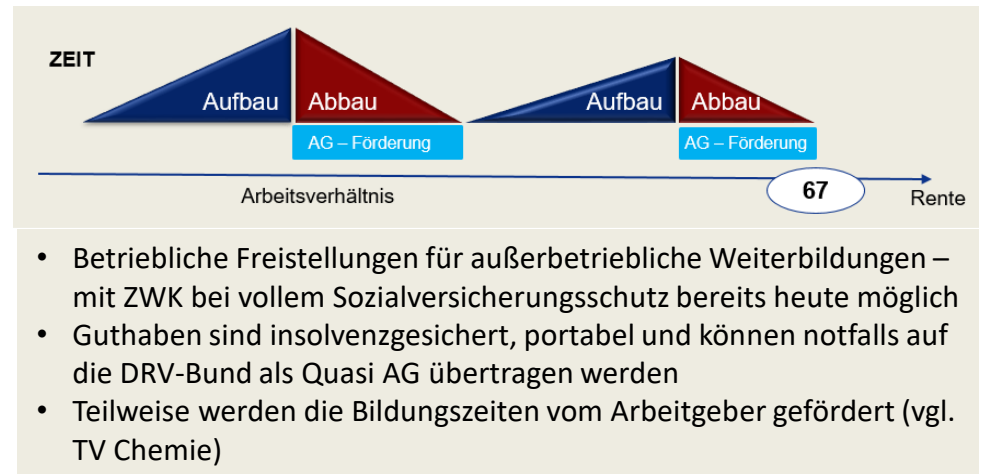 ZEIT
Aufbau Abbau Aufbau Abbau
AG – Förderung AG – Förderung
67
Arbeitsverhältnis Rente
• Betriebliche Freistellungen für außerbetriebliche Weiterbildungen –
mit ZWK bei vollem Sozialversicherungsschutz bereits heute möglich
• Guthaben sind insolvenzgesichert, portabel und können notfalls auf
die DRV-Bund als Quasi AG übertragen werden
• Teilweise werden die Bildungszeiten vom Arbeitgeber gefördert (vgl.
TV Chemie)